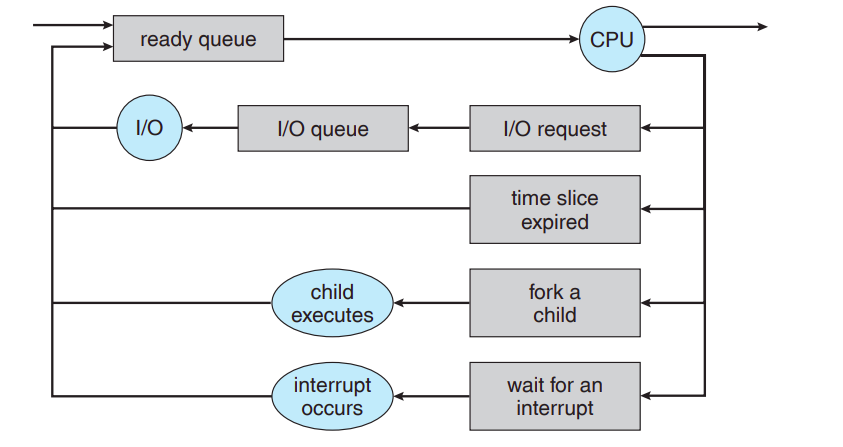 ready queue
CPU
I/O
I/O queue
I/O request
time slice
expired
child
executes
fork a
child
interrupt
occurs
wait for an
interrupt